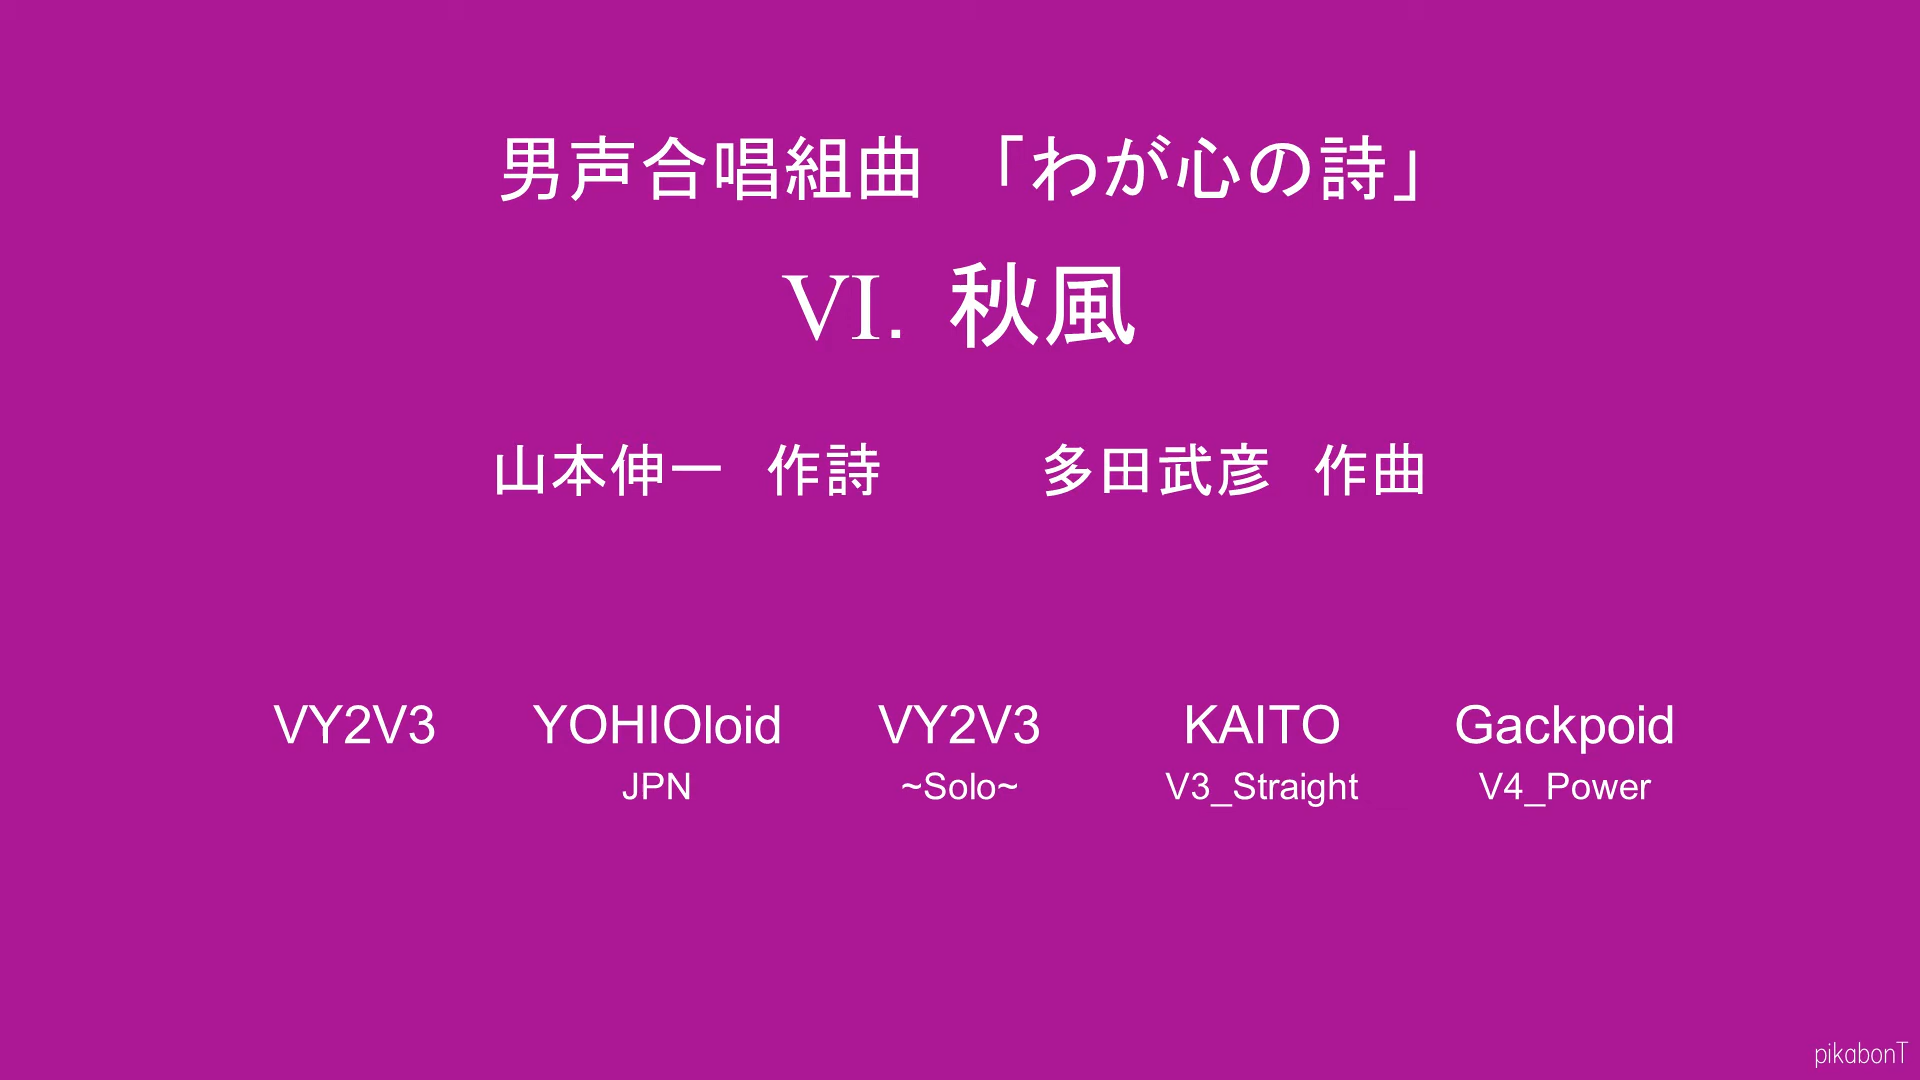 男声合唱組曲　「わが心の詩」
Ⅵ. 秋風
山本伸一　作詩　　　多田武彦　作曲
VY2V3 YOHIOloid VY2V3 KAITO Gackpoid
JPN ~Solo~ V3_Straight V4_Power
pikabonT